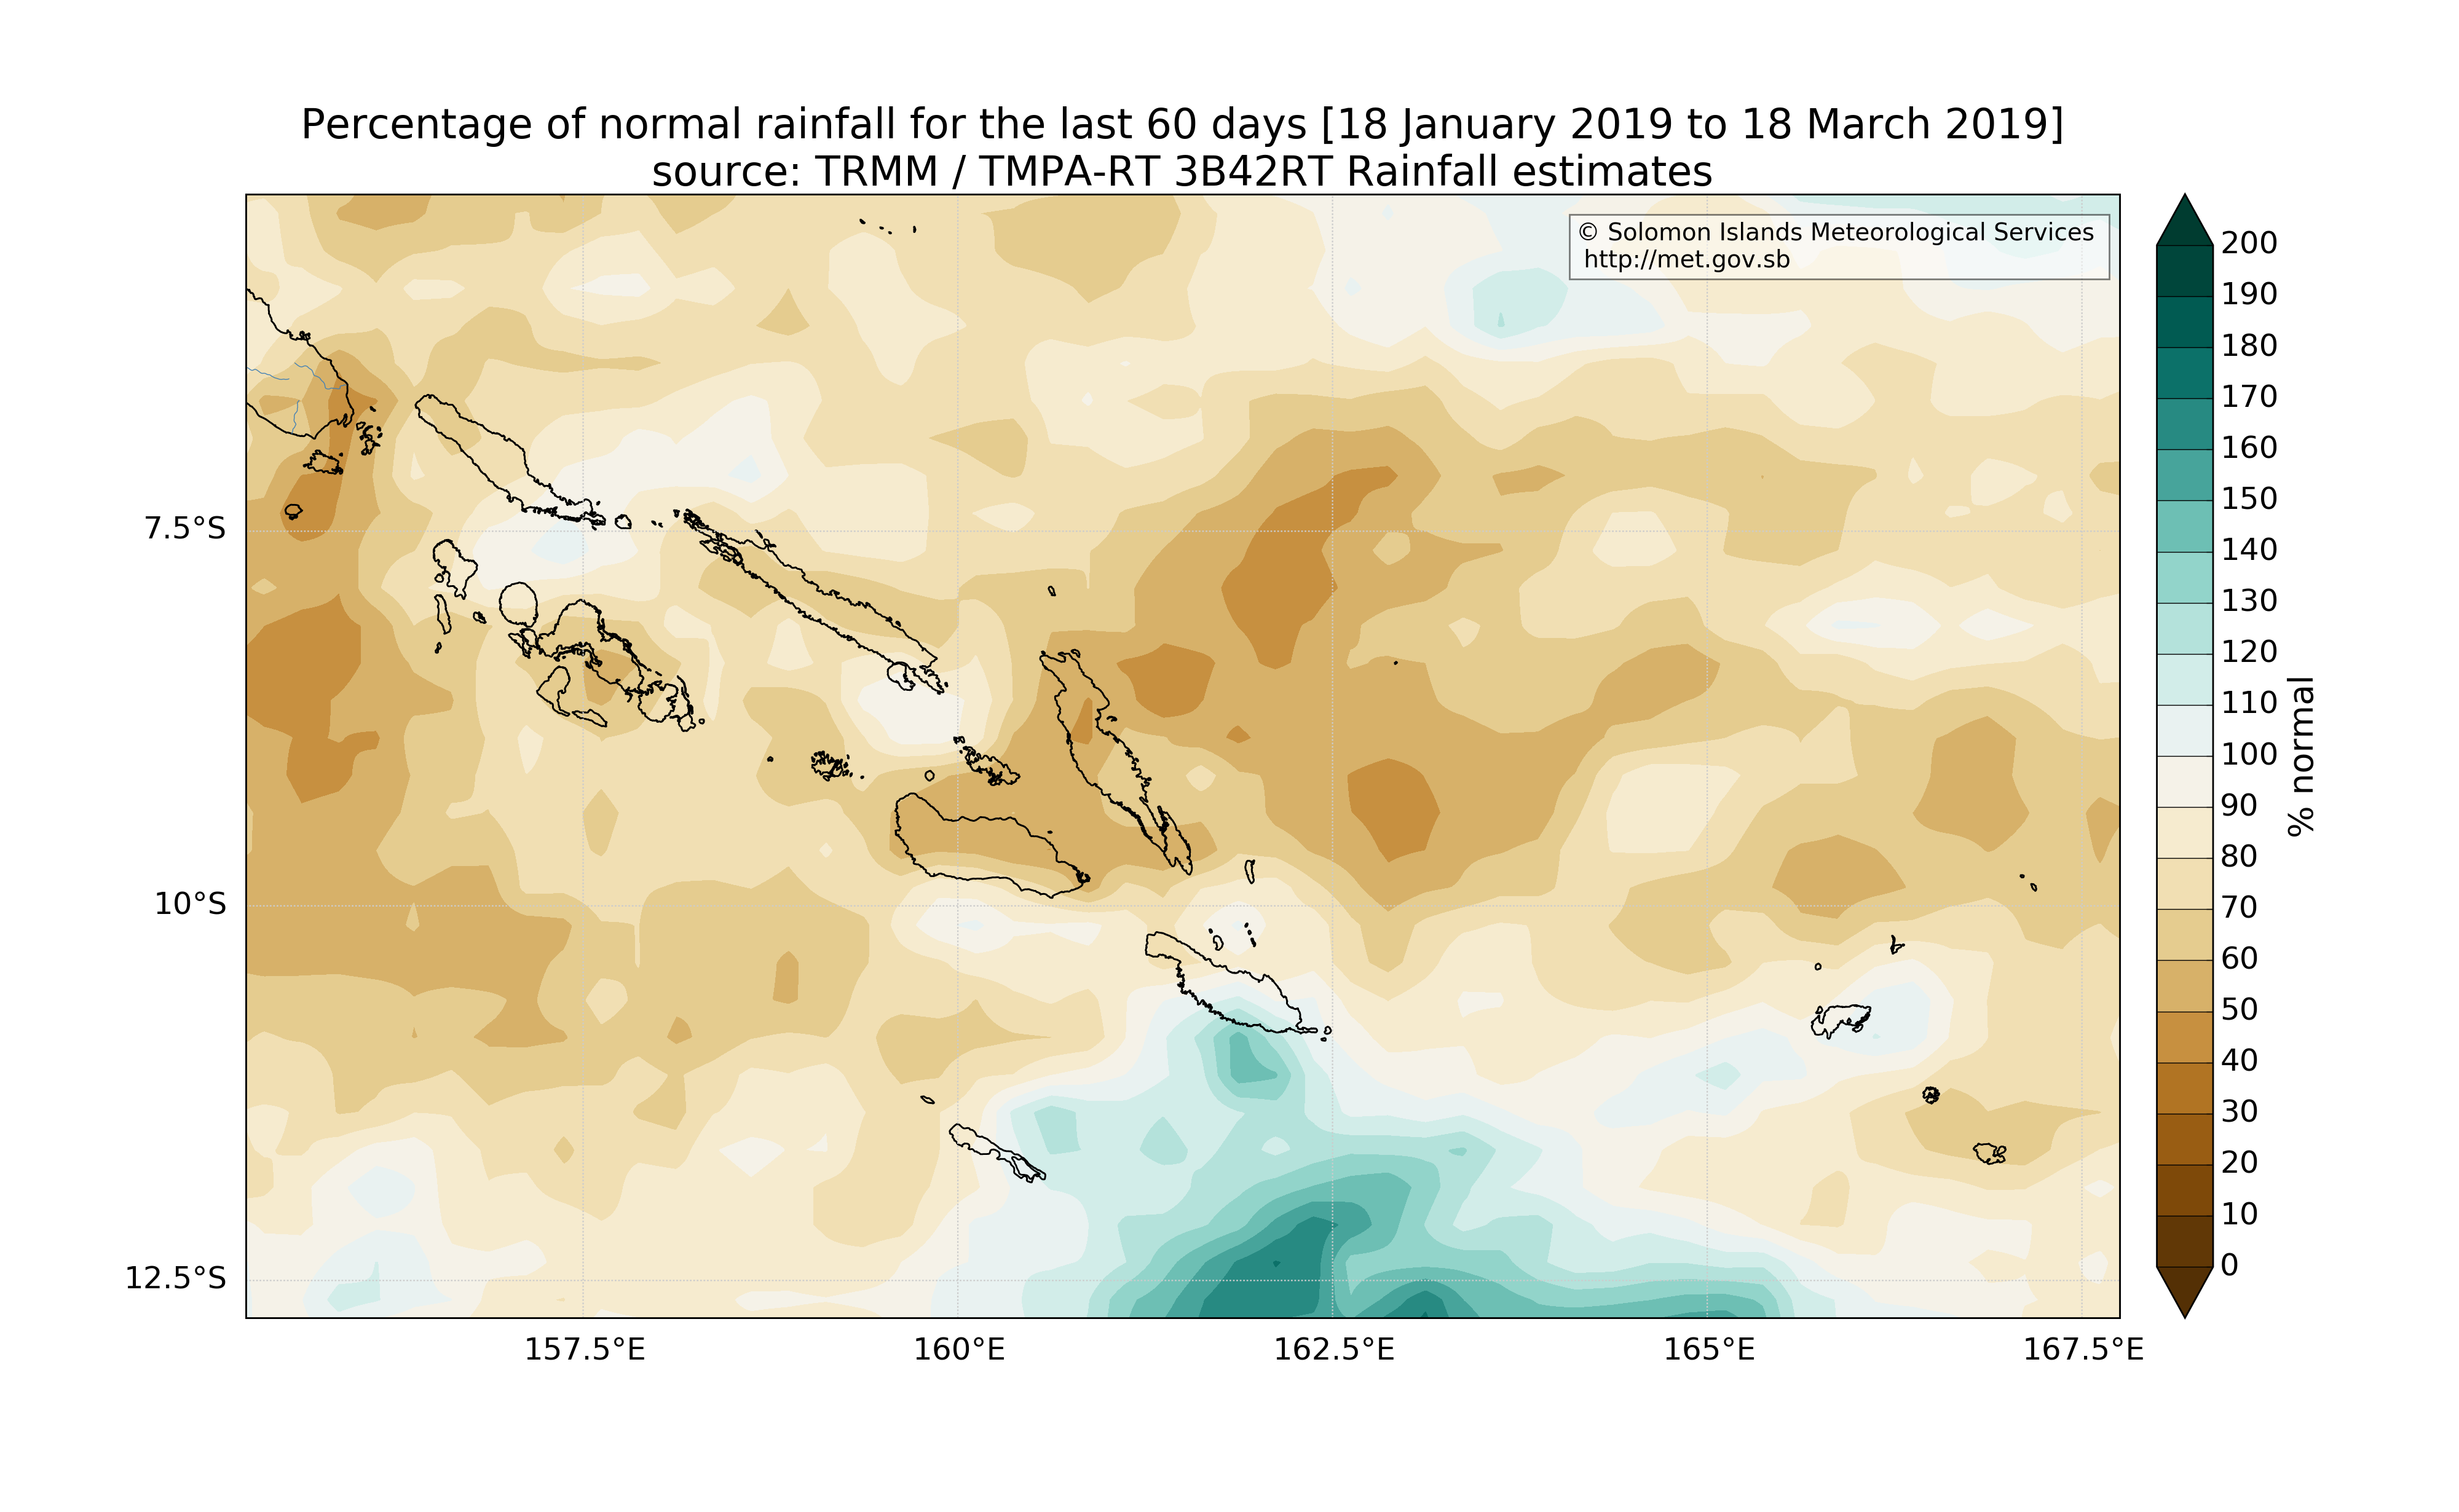 Percentage of normal rainfall for the last 60 days [18 January 2019 to 18 March 2019]
source: TRMM / TMPA-RT 3B42RT Rainfall estimates
© Solomon Islands Meteorological Services
http://met.gov.sb
7.5°S
10°S
12.5°S
157.5°E
160°E
162.5°E
165°E
167.5°E
200
190
180
170
160
150
140
130
120
110
100
90
80
70
60
50
40
30
20
10
0
% normal